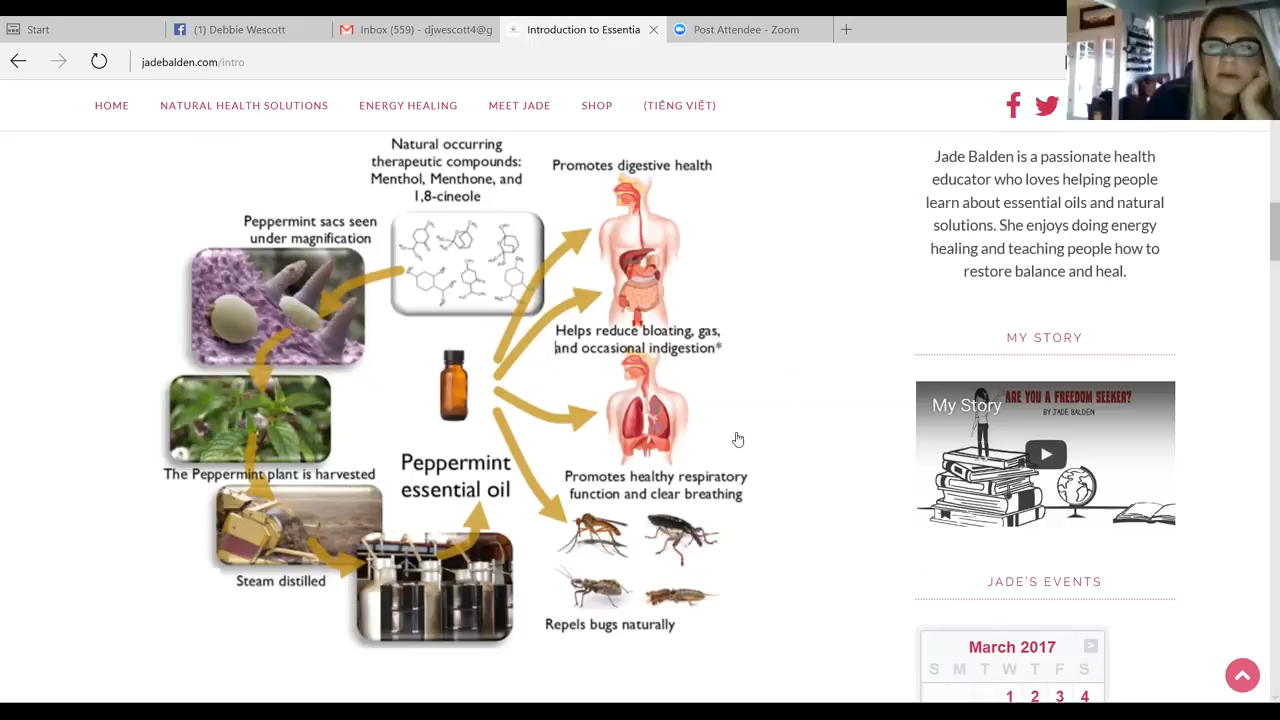 Start
(1) Debbie Wescott
Inbox (559) - djwescott4@g
Introduction to Essentia
Post Attendee - Zoom
jadebalden.com/intro
HOME
NATURAL HEALTH SOLUTIONS
ENERGY HEALING
MEET JADE
SHOP
(TIẾNG VIỆT)
Natural occurring
therapeutic compounds:
Menthol, Menthone, and
1,8-cineole
Promotes digestive health
Peppermint sacs seen
under magnification
Helps reduce bloating, gas,
and occasional indigestion*
The Peppermint plant is harvested
Peppermint
essential oil
Promotes healthy respiratory
function and clear breathing
Steam distilled
Repels bugs naturally
Jade Balden is a passionate health
educator who loves helping people
learn about essential oils and natural
solutions. She enjoys doing energy
healing and teaching people how to
restore balance and heal.
MY STORY
My Story
ARE YOU A FREEDOM SEEKER?
BY JADE BALDEN
JADE'S EVENTS
March 2017
>
S M T W T F S
1 2 3 4